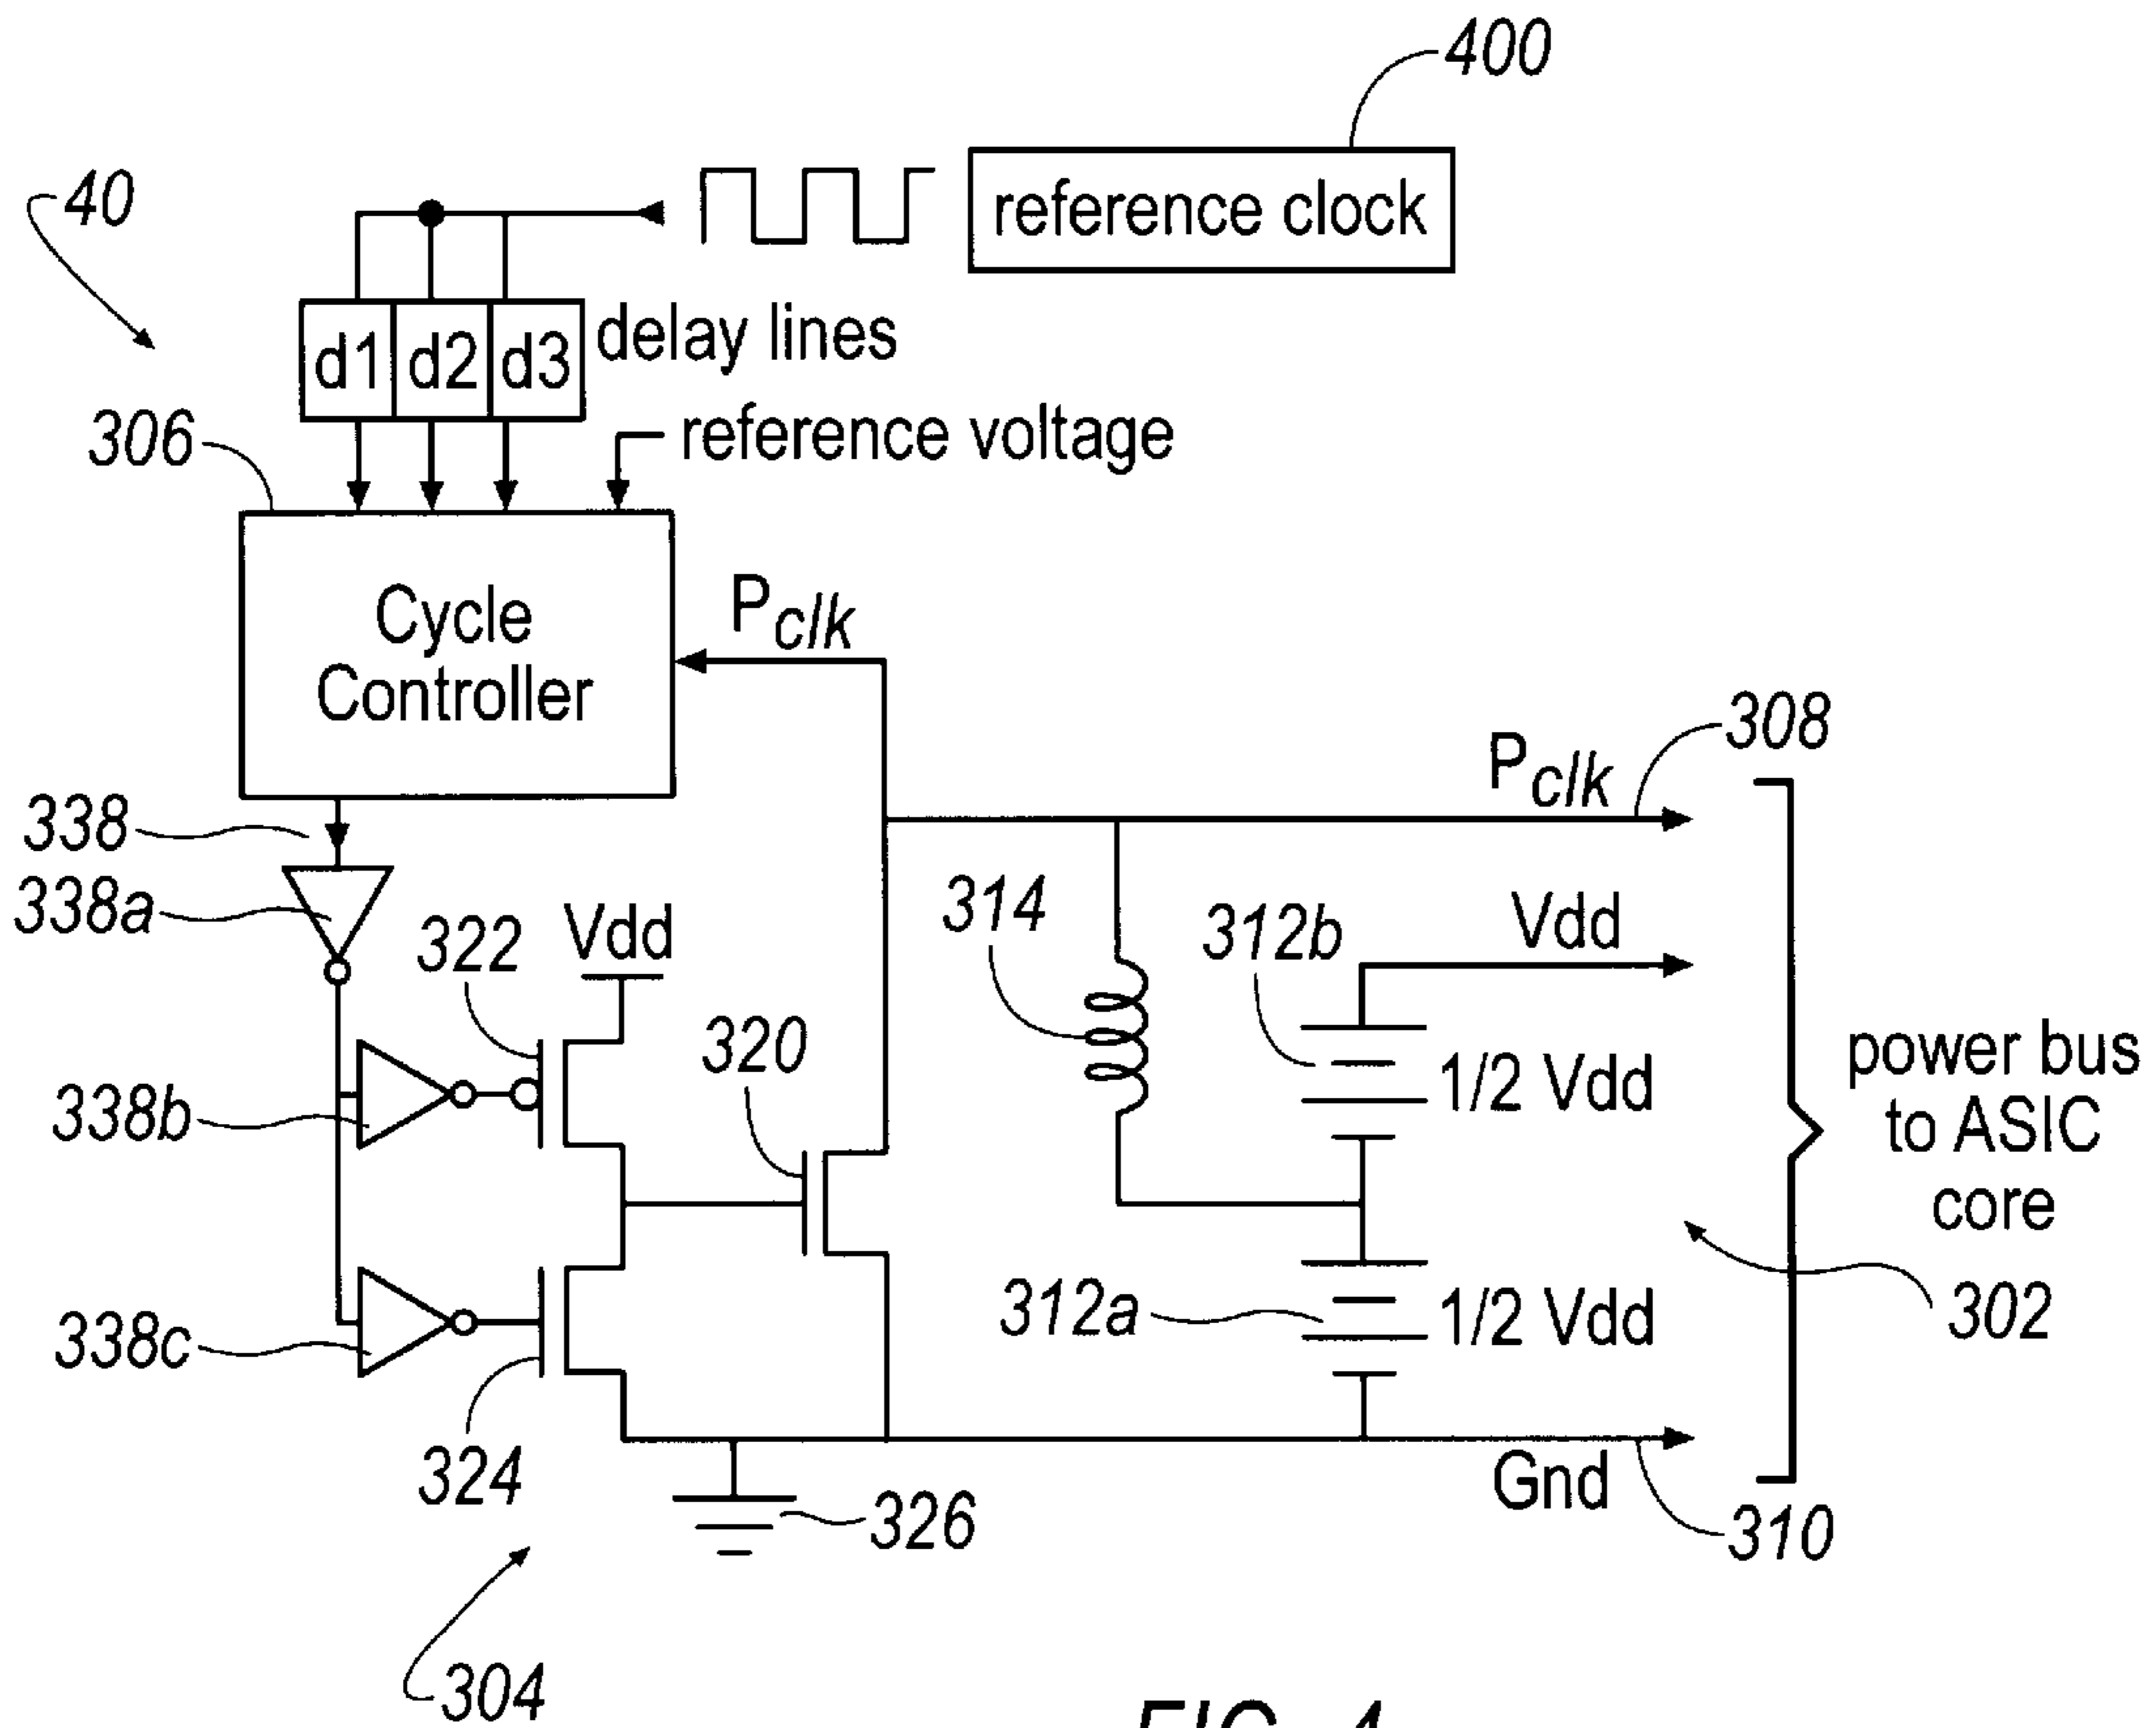 400
40
reference clock
d1 d2 d3
delay lines
306
reference voltage
Cycle
Controller
Pclk
308
Pclk
338
338a
322
Vdd
314
312b
Vdd
320
1/2 Vdd
power bus
to ASIC
core
338b
312a
1/2 Vdd
302
338c
324
Gnd
326
310
304